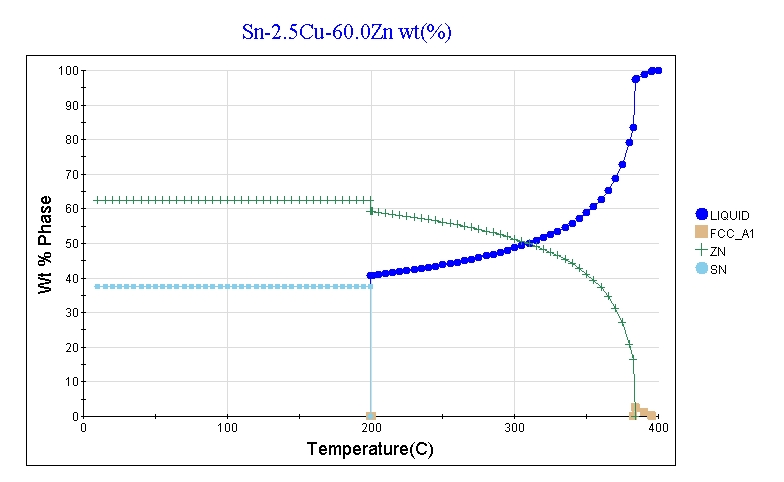 Sn-2.5Cu-60.0Zn wt(%)
100
90
80
70
60
50
40
30
20
10
0
Wt % Phase
0 100 200 300 400
Temperature(C)
LIQUID
FCC_A1
ZN
SN